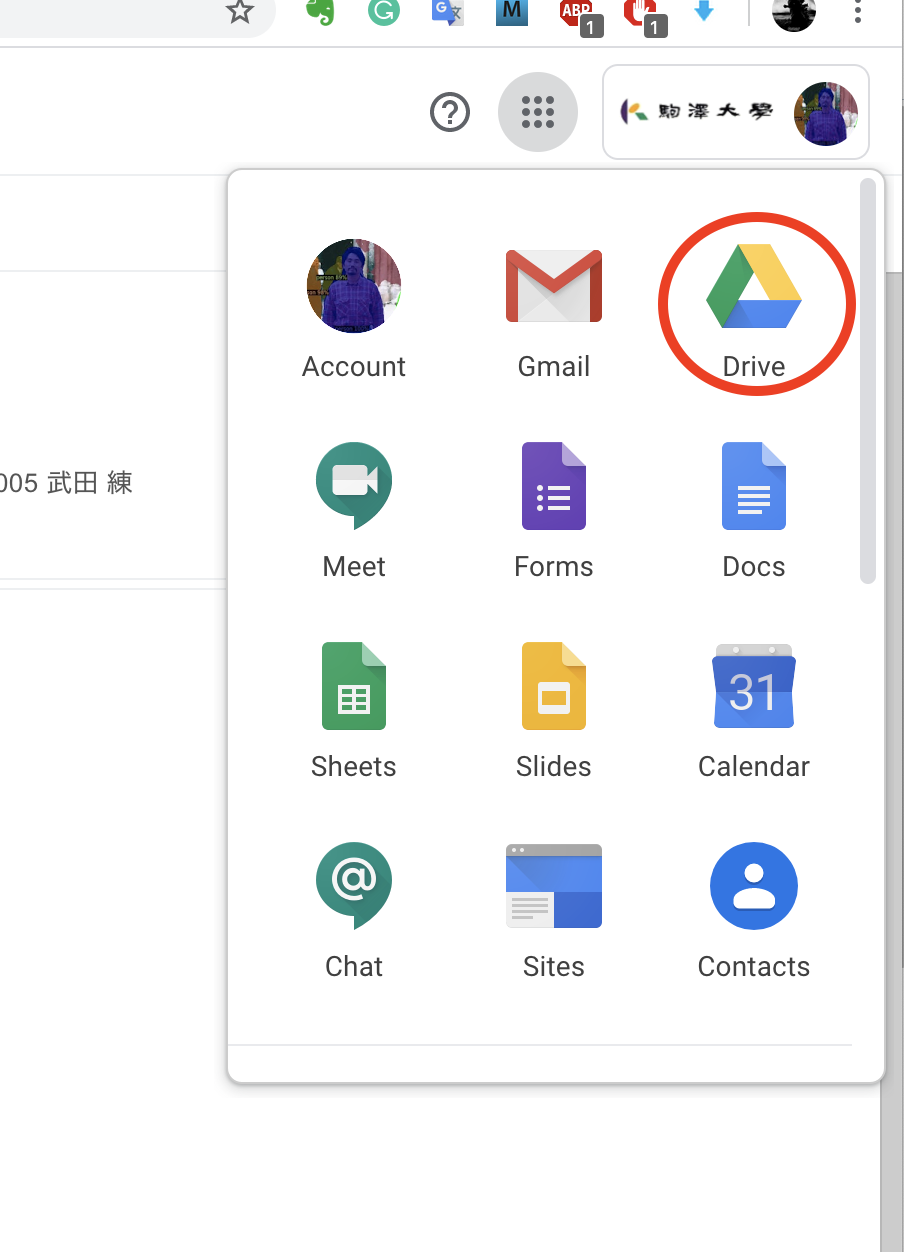 G 文
M
ABP
1
1
?
駒澤大學
Account
Gmail
Drive
Meet
Forms
Docs
005 武田 練
Sheets
Slides
31
Calendar
@
Chat
Sites
Contacts